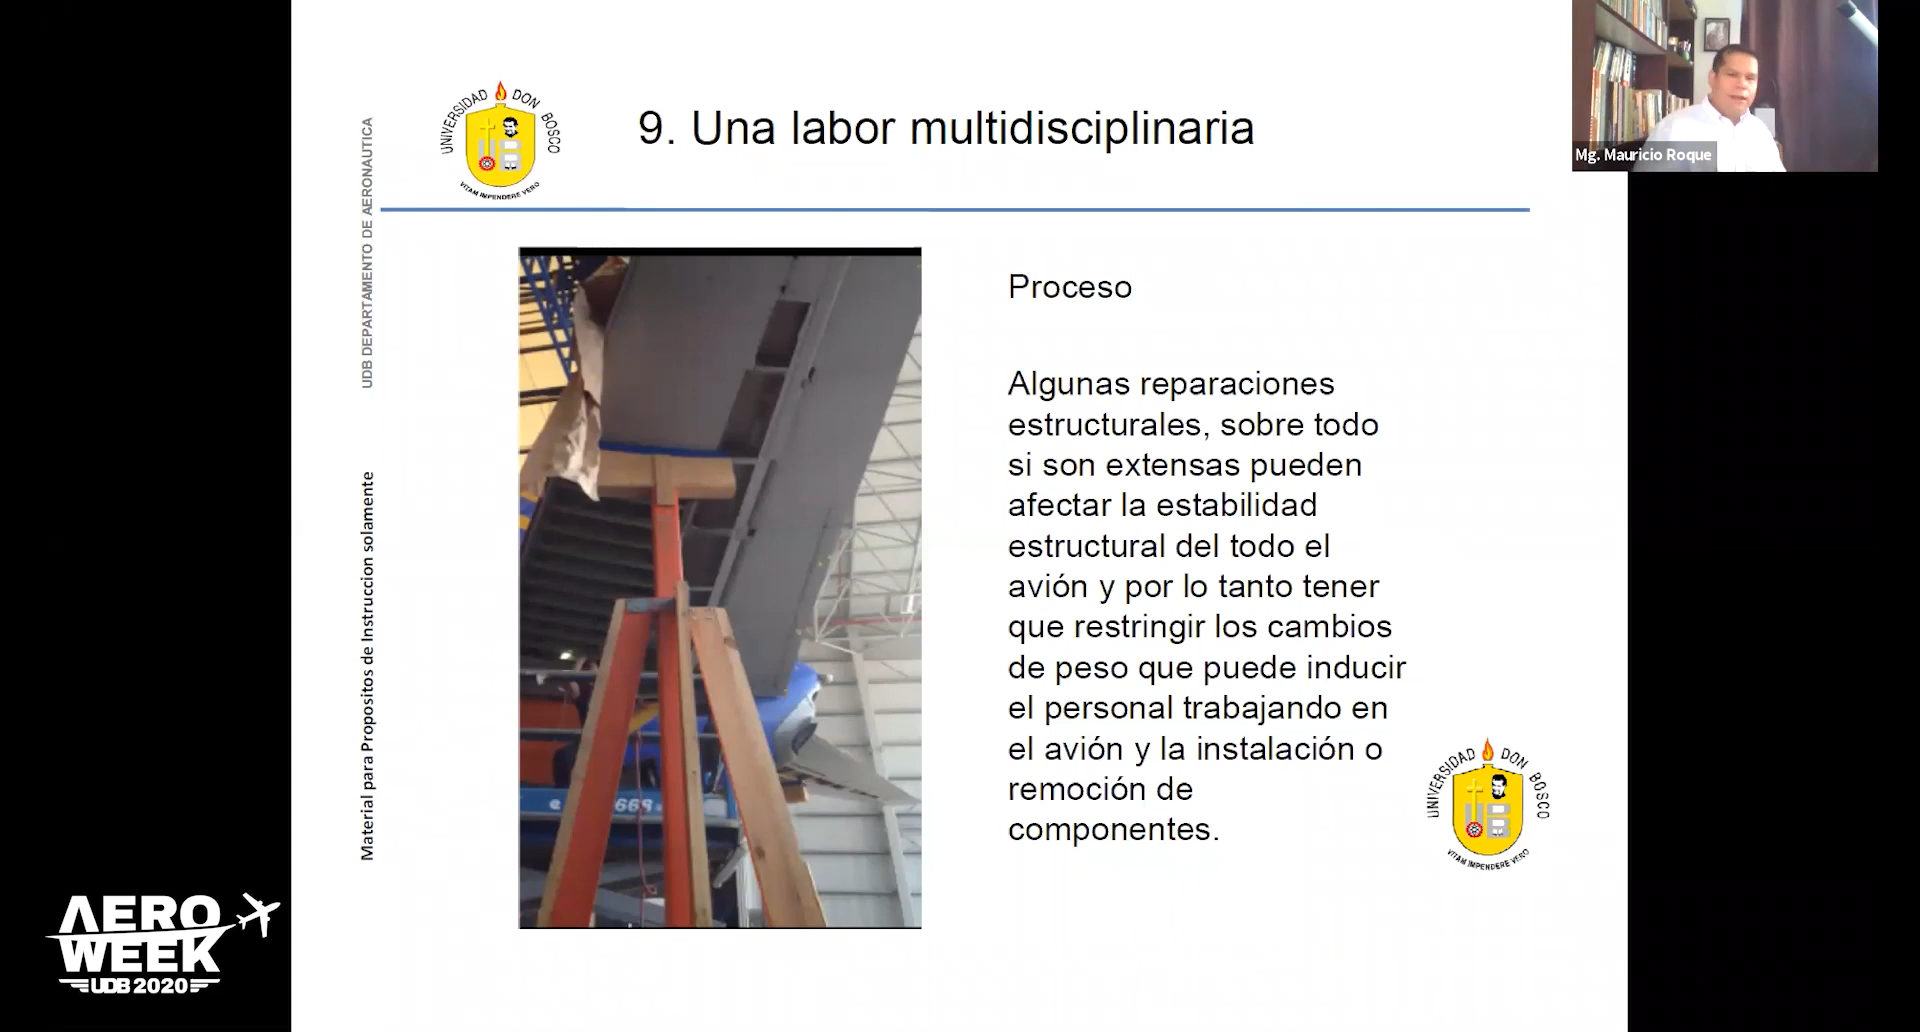 UNIVERSIDAD DON BOSCO
UDB
VITAM IMPENDERE VERO
9. Una labor multidisciplinaria
Mg. Mauricio Roque
UDB DEPARTAMENTO DE AERONAUTICA
Material para Propositos de Instruccion solamente
668
Proceso
Algunas reparaciones
estructurales, sobre todo
si son extensas pueden
afectar la estabilidad
estructural del todo el
avión y por lo tanto tener
que restringir los cambios
de peso que puede inducir
el personal trabajando en
el avión y la instalación o
remoción de
componentes.
UNIVERSIDAD DON BOSCO
UDB
VITAM IMPENDERE VERO
AERO
WEEK
UDB 2020